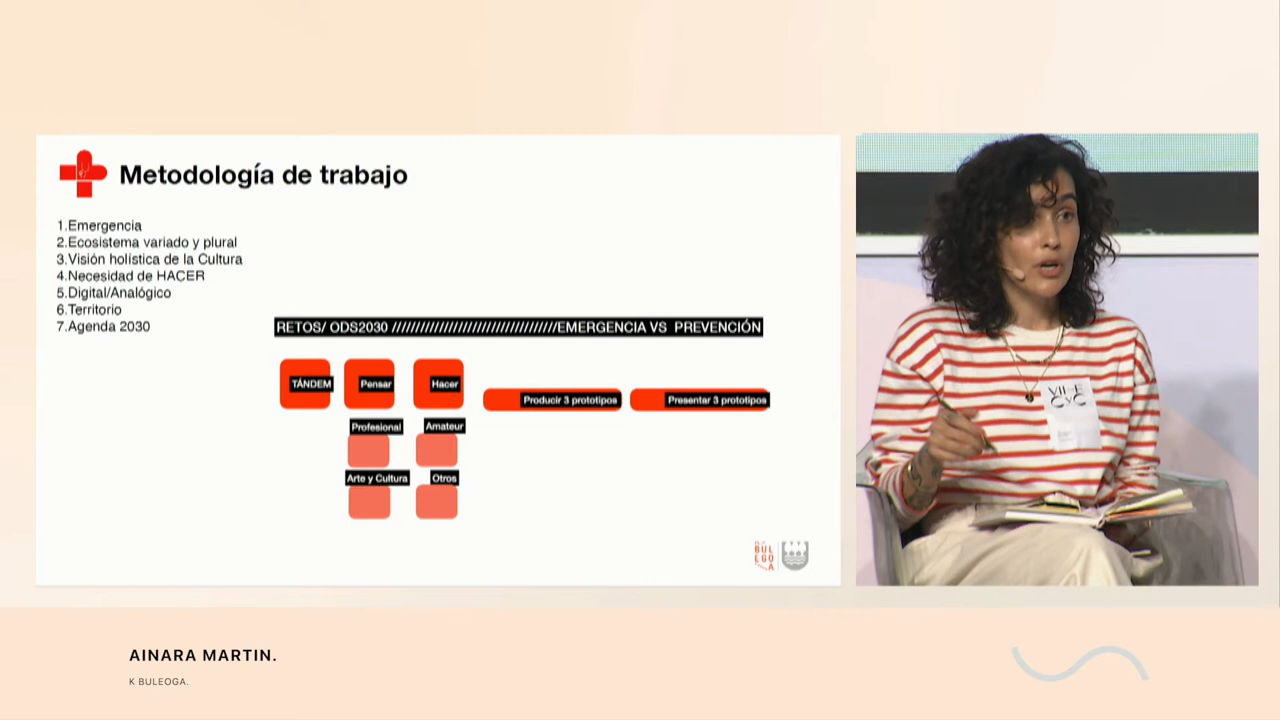 Metodología de trabajo
1.Emergencia
2.Ecosistema variado y plural
3.Visión holística de la Cultura
4.Necesidad de HACER
5.Digital/Analógico
6.Territorio
7.Agenda 2030
RETOS/ ODS2030 //////////////////////////////////EMERGENCIA VS PREVENCIÓN
TÁNDEM
Pensar
Hacer
Producir 3 prototipos
Presentar 3 prototipos
Profesional
Amateur
Arte y Cultura
Otros
BUL
EGO
A
AINARA MARTIN.
K BULEOGA.